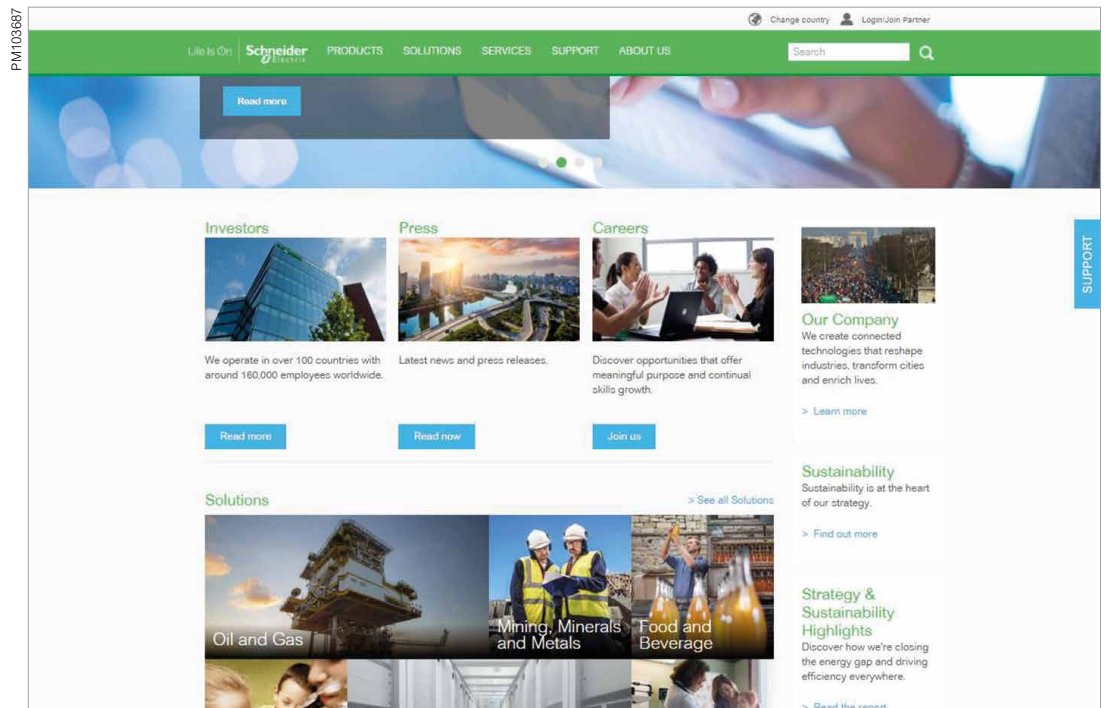 PM103687
Change country
Login/Join Partner
Life Is On
Schneider
Electric
PRODUCTS
SOLUTIONS
SERVICES
SUPPORT
ABOUT US
Search
Read more
SUPPORT
Investors
We operate in over 100 countries with
around 160,000 employees worldwide.
Read more
Press
Latest news and press releases.
Read now
Careers
Discover opportunities that offer
meaningful purpose and continual
skills growth.
Join us
Our Company
We create connected
technologies that reshape
industries, transform cities
and enrich lives.
> Learn more
Solutions
> See all Solutions
Oil and Gas
Mining, Minerals
and Metals
Food and
Beverage
Sustainability
Sustainability is at the heart
of our strategy.
> Find out more
Strategy &
Sustainability
Highlights
Discover how we're closing
the energy gap and driving
efficiency everywhere.
> Read the report